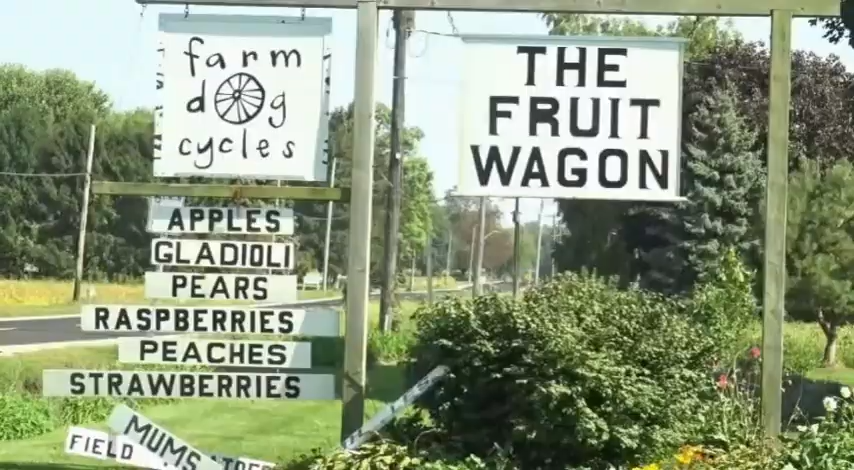 farm
dog
cycles
THE
FRUIT
WAGON
APPLES
GLADIOLI
PEARS
RASPBERRIES
PEACHES
STRAWBERRIES
MUMS
FIELD